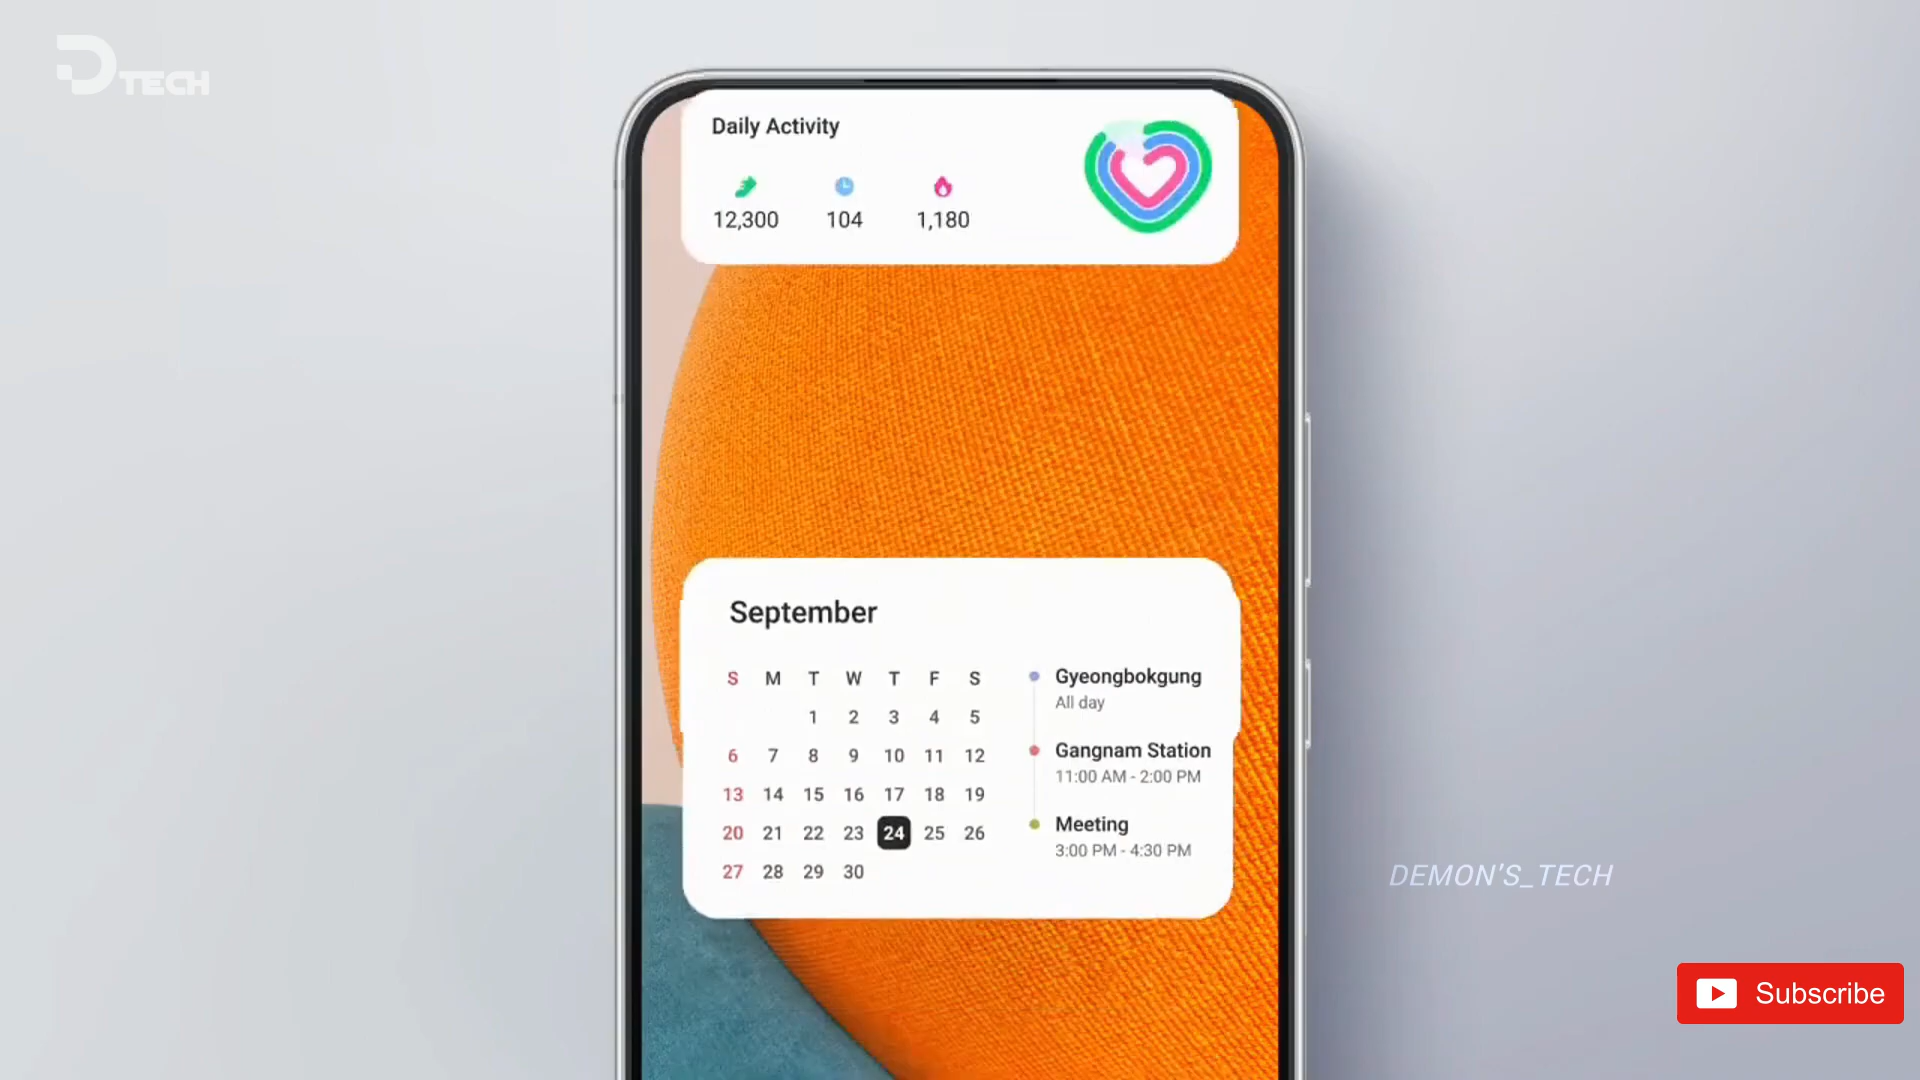 D TECH
Daily Activity
12,300 104 1,180
September
S M T W T F S
1 2 3 4 5
6 7 8 9 10 11 12
13 14 15 16 17 18 19
20 21 22 23 24 25 26
27 28 29 30
Gyeongbokgung
All day
Gangnam Station
11:00 AM - 2:00 PM
Meeting
3:00 PM - 4:30 PM
DEMON'S_TECH
Subscribe